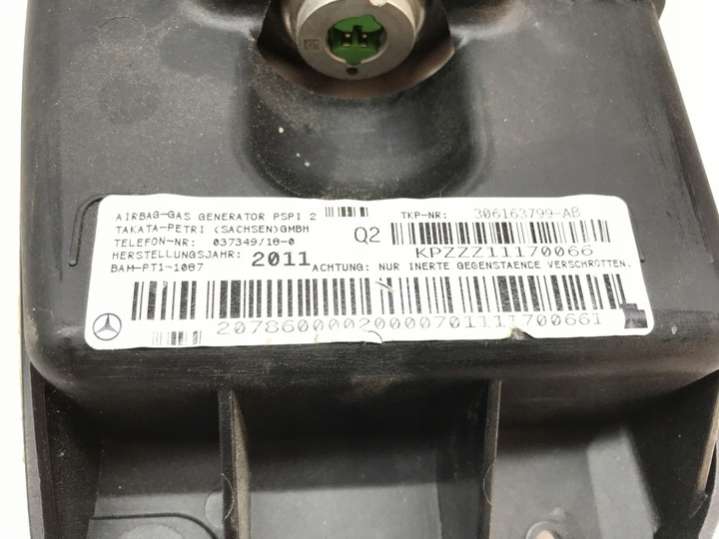 AIRBAG-GAS GENERATOR PSPI 2
TAKATA-PETRI (SACHSEN)GMBH
TELEFON-NR: 037349/18-0
HERSTELLUNGSJAHR: 2011
BAM-PT1-1087
Q2
TKP-NR: 306163799-AB
KPZZZ11170066
ACHTUNG: NUR INERTE GEGENSTAENCE VERSCHROTTEN.
20786000020000701111700661